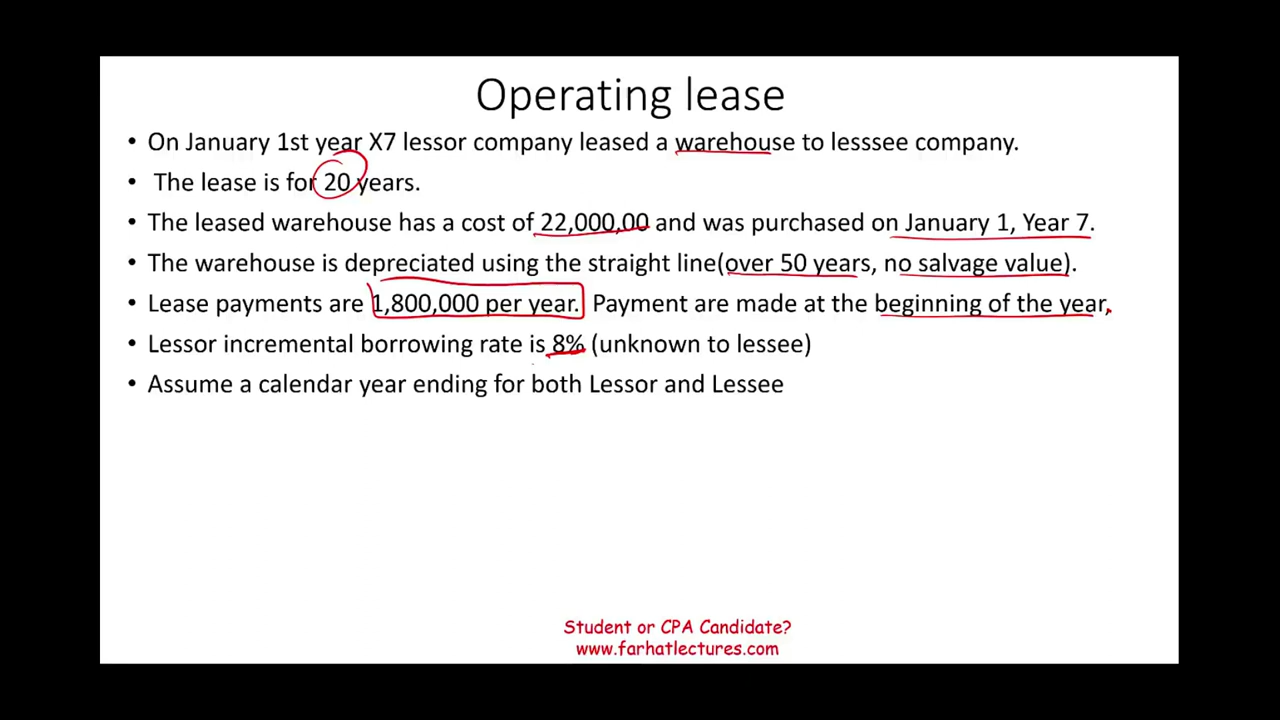 Operating lease
• On January 1st year X7 lessor company leased a warehouse to lesssee company.
• The lease is for 20 years.
• The leased warehouse has a cost of 22,000,00 and was purchased on January 1, Year 7.
• The warehouse is depreciated using the straight line(over 50 years, no salvage value).
• Lease payments are 1,800,000 per year. Payment are made at the beginning of the year,
• Lessor incremental borrowing rate is 8% (unknown to lessee)
• Assume a calendar year ending for both Lessor and Lessee
Student or CPA Candidate?
www.farhatlectures.com